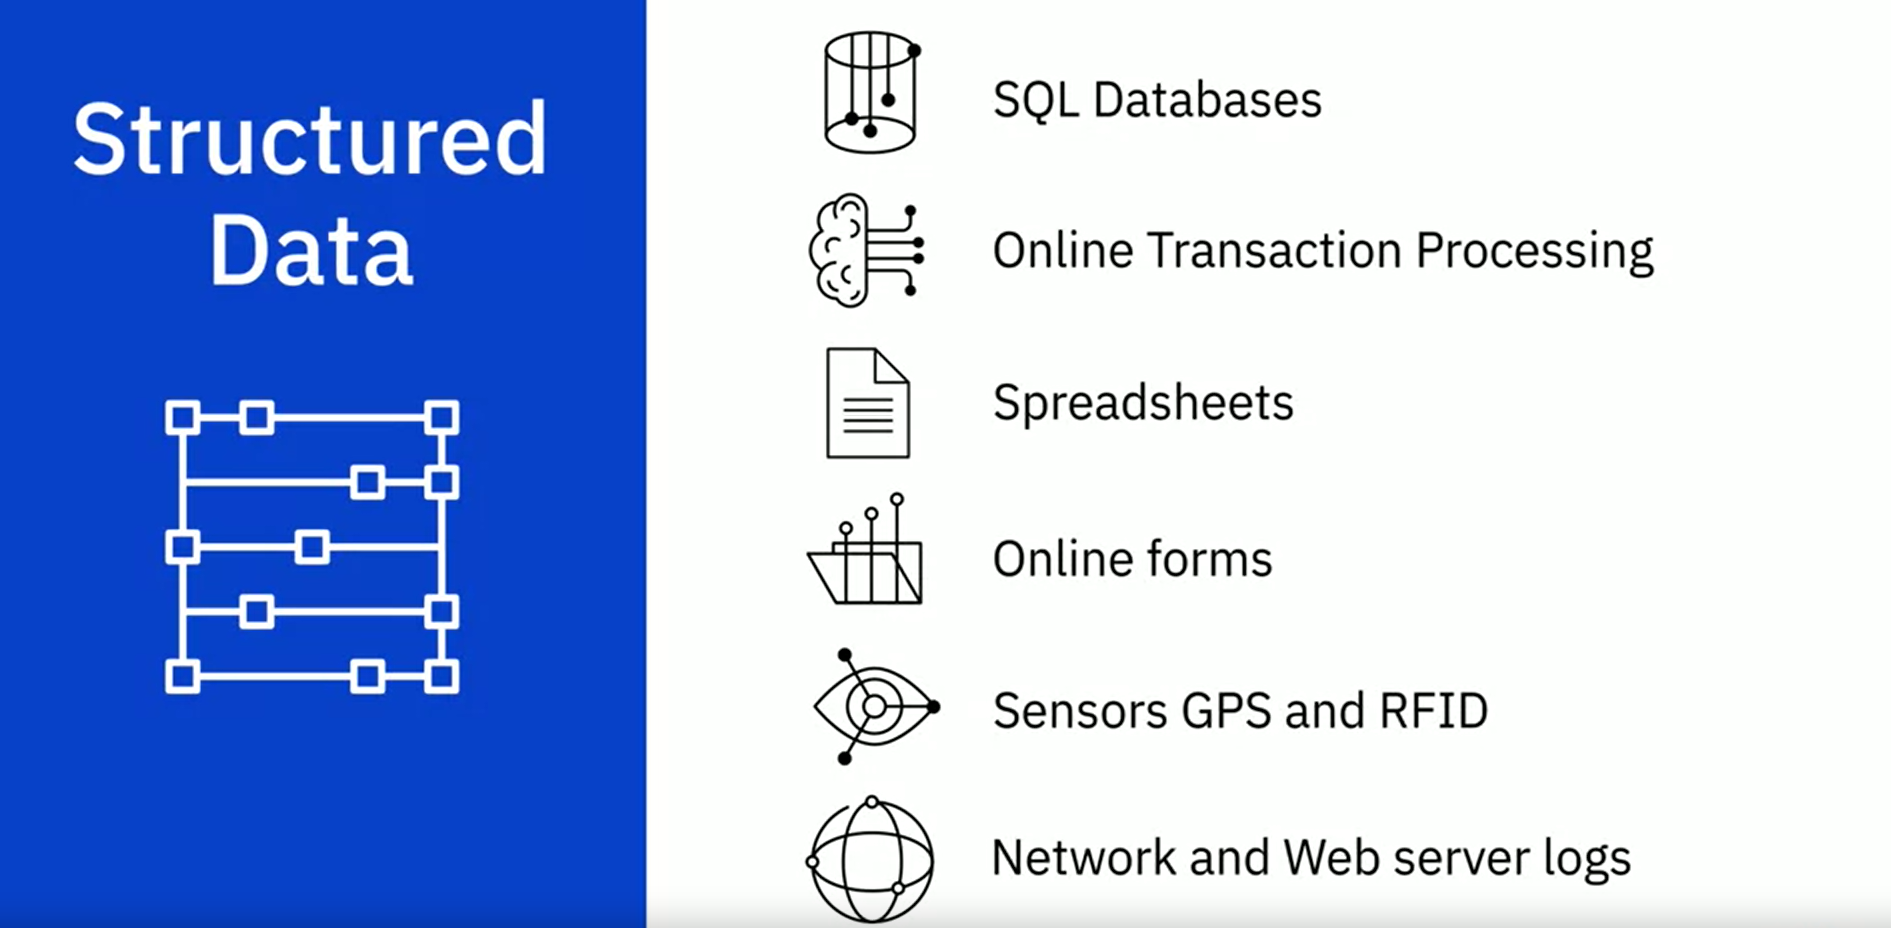 Structured
Data
SQL Databases
Online Transaction Processing
Spreadsheets
Online forms
Sensors GPS and RFID
Network and Web server logs